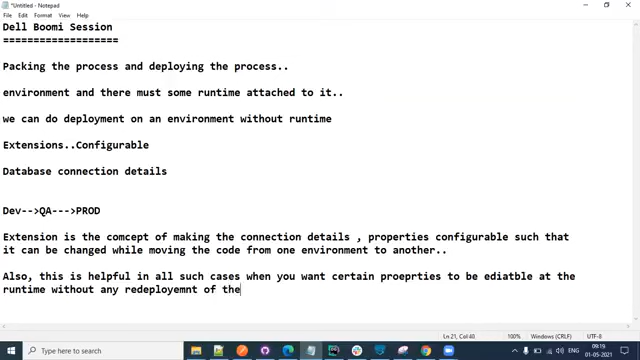 *Untitled - Notepad
File Edit Format View Help
Dell Boomi Session
===================
Packing the process and deploying the process..
environment and there must some runtime attached to it..
we can do deployment on an environment without runtime
Extensions..Configurable
Database connection details
Dev-->QA--->PROD
Extension is the comcept of making the connection details , properties configurable such that
it can be changed while moving the code from one environment to another..
Also, this is helpful in all such cases when you want certain proeprties to be ediatble at the
runtime without any redeployemnt of the
Ln 21, Col 40 100% Windows (CRLF) UTF-8
Type here to search
ENG
09:19
01-05-2021